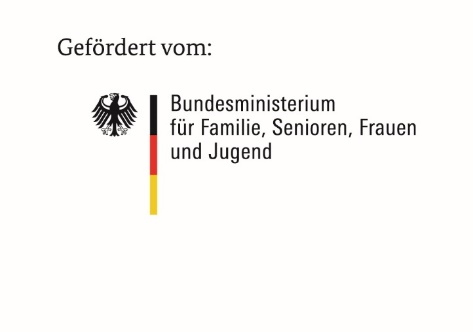 Gefördert vom:
Bundesministerium
für Familie, Senioren, Frauen
und Jugend